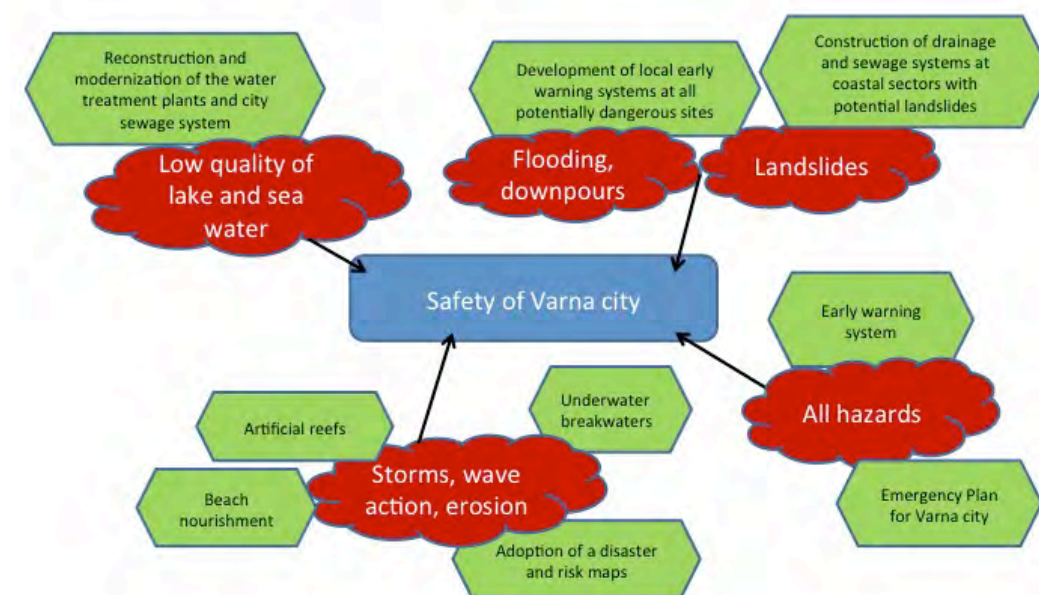 Reconstruction and
modernization of the water
treatment plants and city
sewage system
Low quality of
lake and sea
water
Development of local early
warning systems at all
potentially dangerous sites
Flooding,
downpours
Construction of drainage
and sewage systems at
coastal sectors with
potential landslides
Landslides
Safety of Varna city
Early warning
system
All hazards
Emergency Plan
for Varna city
Underwater
breakwaters
Artificial reefs
Storms, wave
action, erosion
Beach
nourishment
Adoption of a disaster
and risk maps